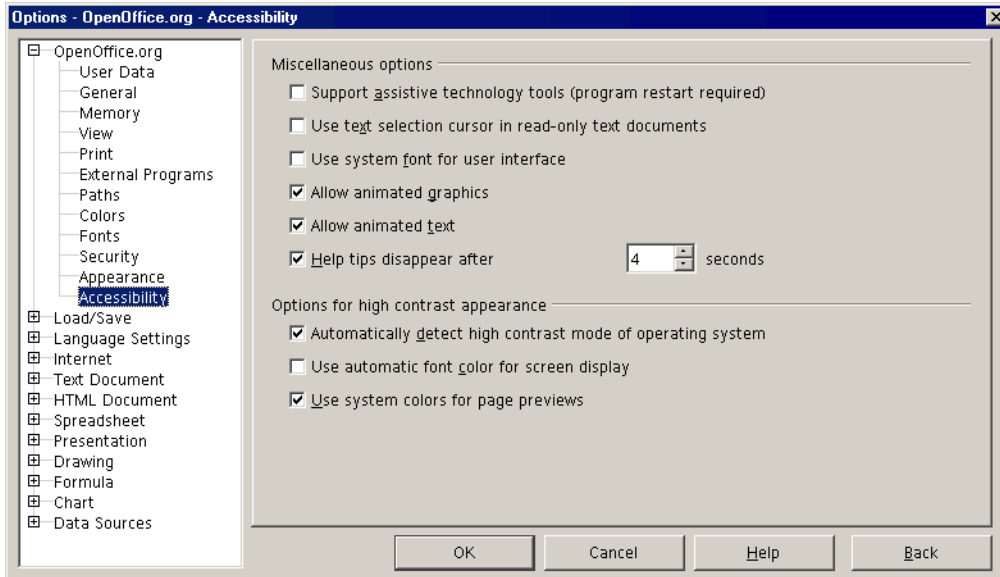 Options - OpenOffice.org - Accessibility
OpenOffice.org
User Data
General
Memory
View
Print
External Programs
Paths
Colors
Fonts
Security
Appearance
Accessibility
Load/Save
Language Settings
Internet
Text Document
HTML Document
Spreadsheet
Presentation
Drawing
Formula
Chart
Data Sources
Miscellaneous options
Support assistive technology tools (program restart required)
Use text selection cursor in read-only text documents
Use system font for user interface
Allow animated graphics
Allow animated text
Help tips disappear after 4 seconds
Options for high contrast appearance
Automatically detect high contrast mode of operating system
Use automatic font color for screen display
Use system colors for page previews
OK Cancel Help Back